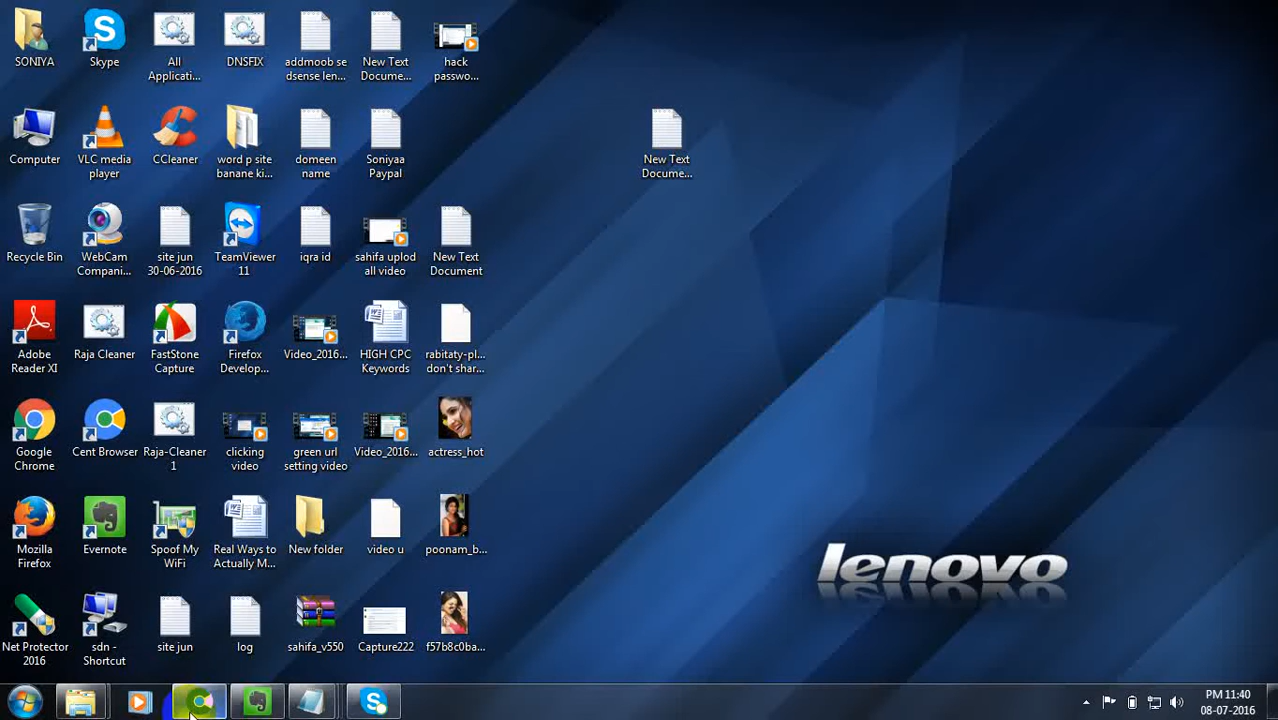 SONIYA
Skype
All
Applicati...
DNSFIX
addmoob se
dsense len...
New Text
Docume...
hack
passwo...
Computer
VLC media
player
CCleaner
word p site
banane ki...
domeen
name
Soniyaa
Paypal
New Text
Docume...
Recycle Bin
WebCam
Compani...
site jun
30-06-2016
TeamViewer
11
iqra id
sahifa uplod
all video
New Text
Document
Adobe
Reader XI
Raja Cleaner
FastStone
Capture
Firefox
Develop...
Video_2016...
HIGH CPC
Keywords
rabitaty-pl...
don't shar...
Google
Chrome
Cent Browser
Raja-Cleaner
1
clicking
video
green url
setting video
Video_2016...
actress_hot
Mozilla
Firefox
Evernote
Spoof My
WiFi
Real Ways to
Actually M...
New folder
video u
poonam_b...
lenovo
Net Protector
2016
sdn -
Shortcut
site jun
log
sahifa_v550
Capture222
f57b8c0ba...
PM 11:40
08-07-2016